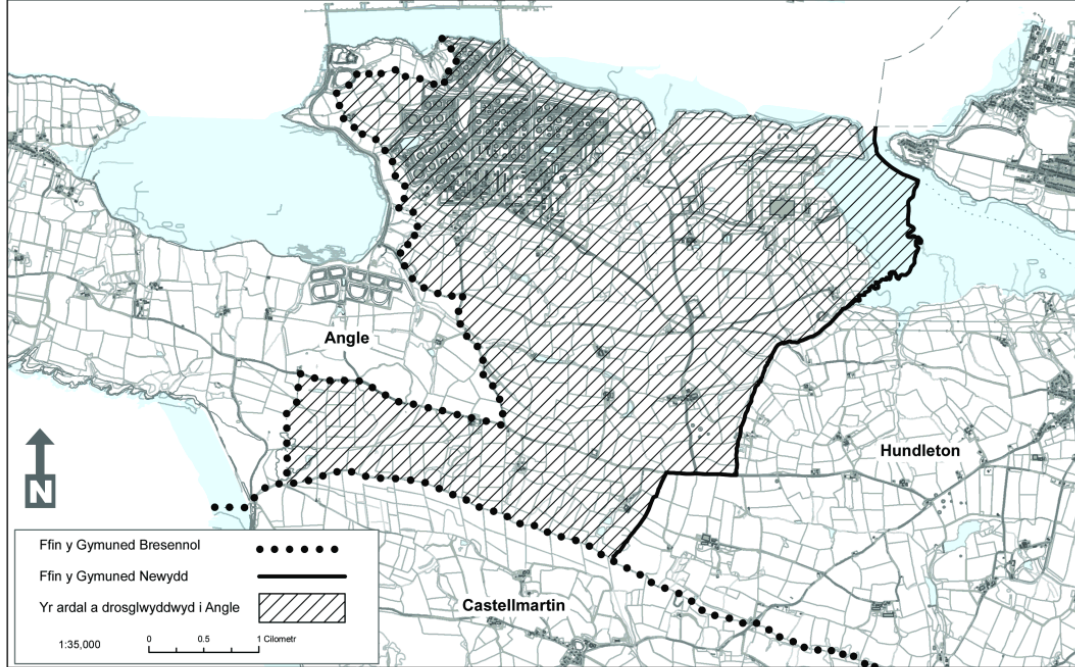 Angle
Hundleton
N
Ffin y Gymuned Bresennol
Ffin y Gymuned Newydd
Yr ardal a drosglwyddwyd i Angle
Castellmartin
1:35,000
0 0.5 1 Cilometr